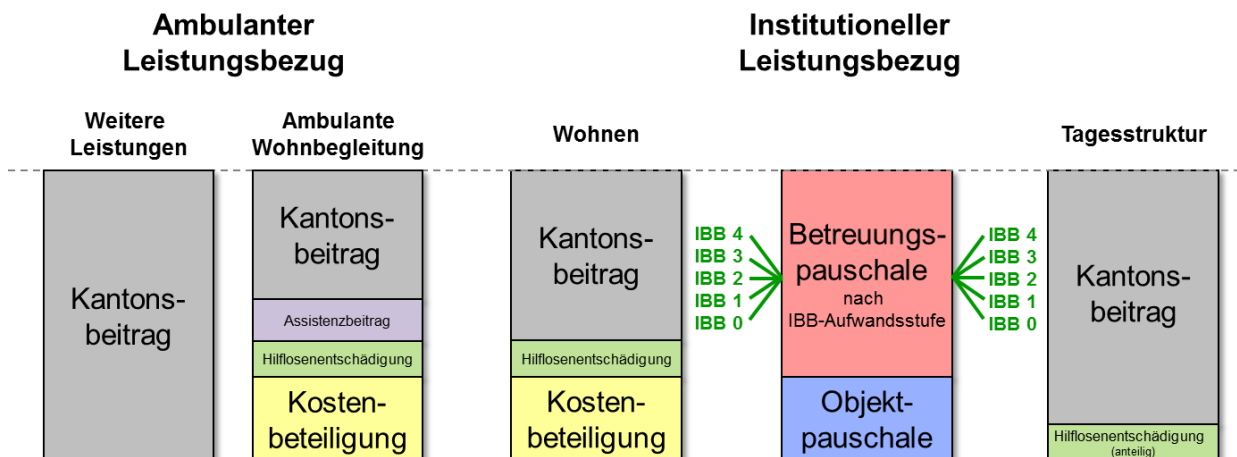 Ambulanter
Leistungsbezug
Institutioneller
Leistungsbezug
Weitere
Leistungen
Ambulante
Wohnbegleitung
Wohnen
Tagesstruktur
Kantons-
beitrag
Kantons-
beitrag
Assistenzbeitrag
Hilflosenentschädigung
Kosten-
beteiligung
Kantons-
beitrag
Hilflosenentschädigung
Kosten-
beteiligung
IBB 4
IBB 3
IBB 2
IBB 1
IBB 0
Betreuungs-
pauschale
nach
IBB-Aufwandsstufe
Objekt-
pauschale
IBB 4
IBB 3
IBB 2
IBB 1
IBB 0
Kantons-
beitrag
Hilflosenentschädigung
(anteilig)